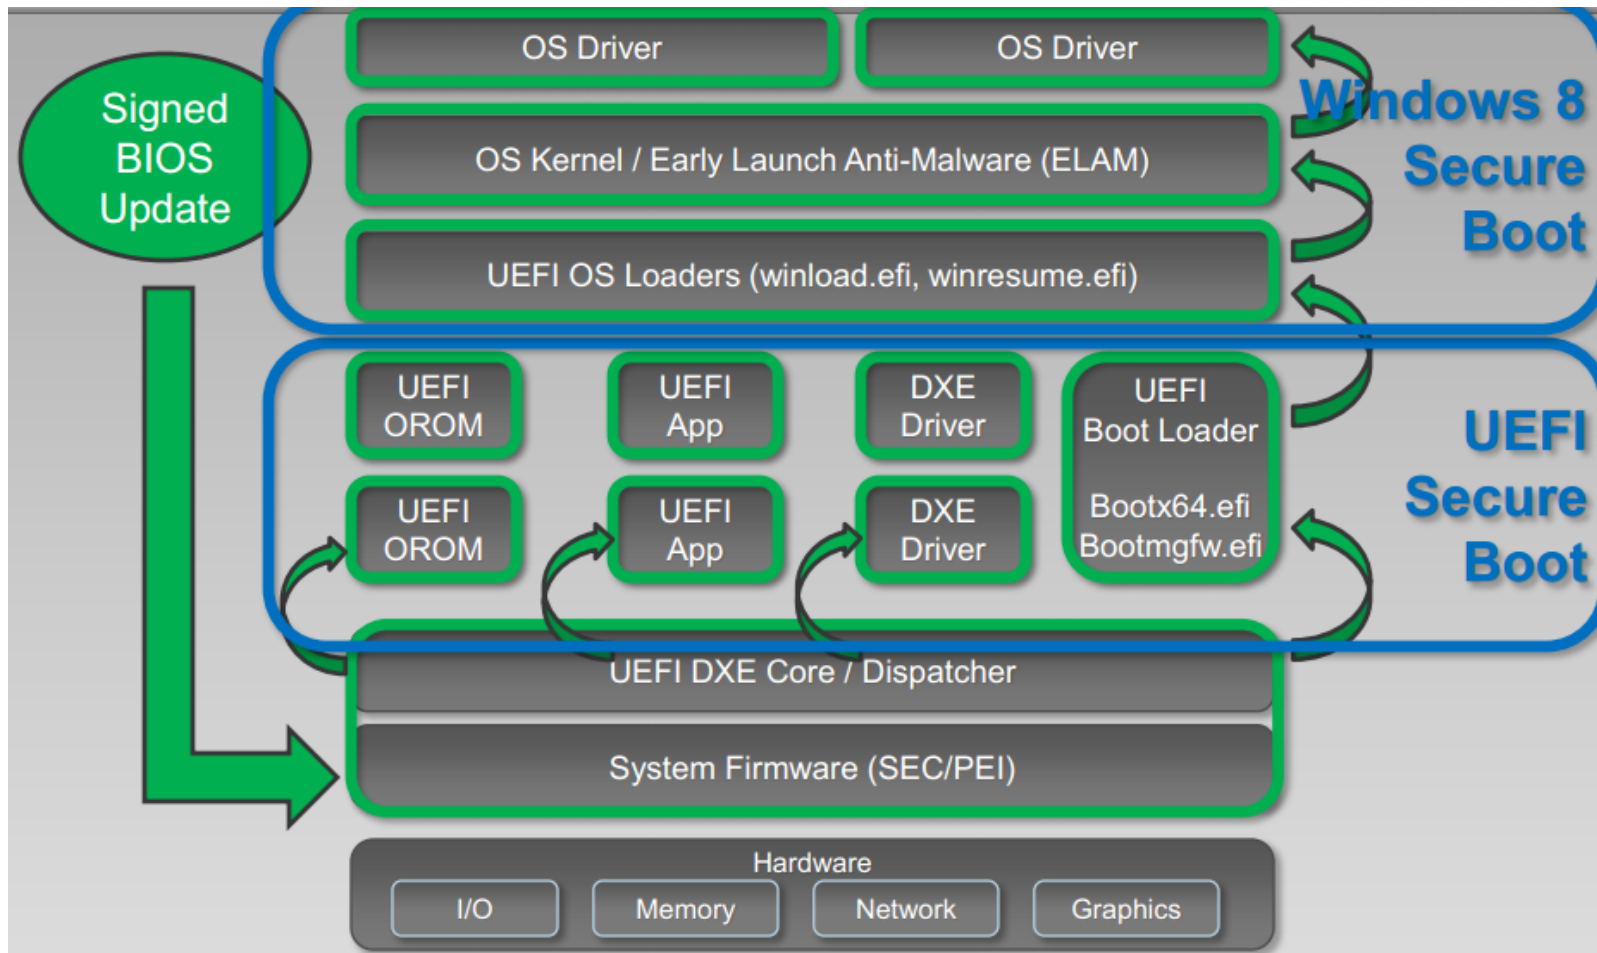 OS Driver
OS Driver
Signed
BIOS
Update
Windows 8
Secure
Boot
OS Kernel / Early Launch Anti-Malware (ELAM)
UEFI OS Loaders (winload.efi, winresume.efi)
UEFI
OROM
UEFI
App
DXE
Driver
UEFI
Boot Loader
Bootx64.efi
Bootmgfw.efi
UEFI
Secure
Boot
UEFI
OROM
UEFI
App
DXE
Driver
UEFI DXE Core / Dispatcher
System Firmware (SEC/PEI)
Hardware
I/O
Memory
Network
Graphics